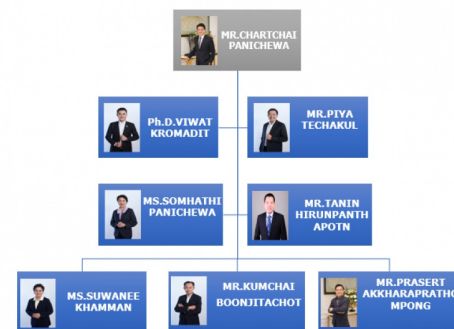 MR.CHARTCHAI
PANICHEWA
Ph.D.VIWAT
KROMADIT
MR.PIYA
TECHAKUL
MS.SOMHATHI
PANICHEWA
MR.TANIN
HIRUNPANTH
APOTN
MS.SUWANEE
KHAMMAN
MR.KUMCHAI
BOONJITACHOT
MR.PRASERT
AKKHARAPRATHO
MPONG